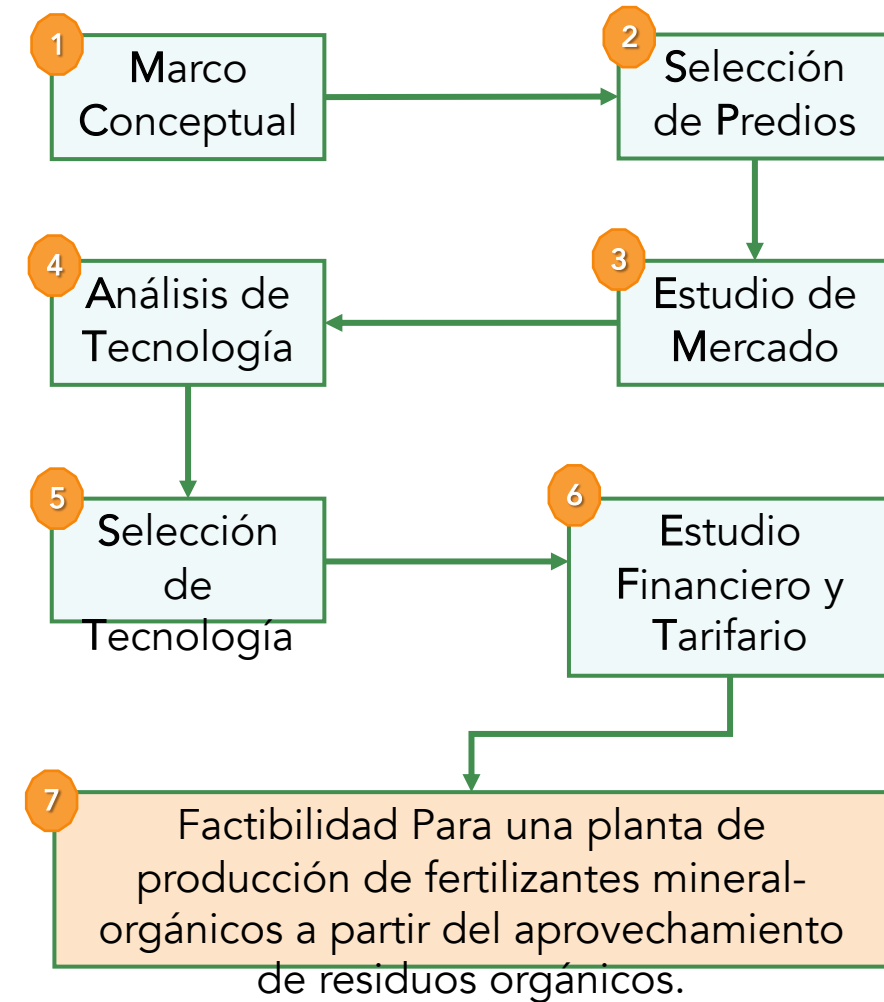 1
Marco
Conceptual
2
Selección
de Predios
3
Estudio de
Mercado
4
Análisis de
Tecnología
5
Selección
de
Tecnología
6
Estudio
Financiero y
Tarifario
7
Factibilidad Para una planta de
producción de fertilizantes mineral-
orgánicos a partir del aprovechamiento
de residuos orgánicos.